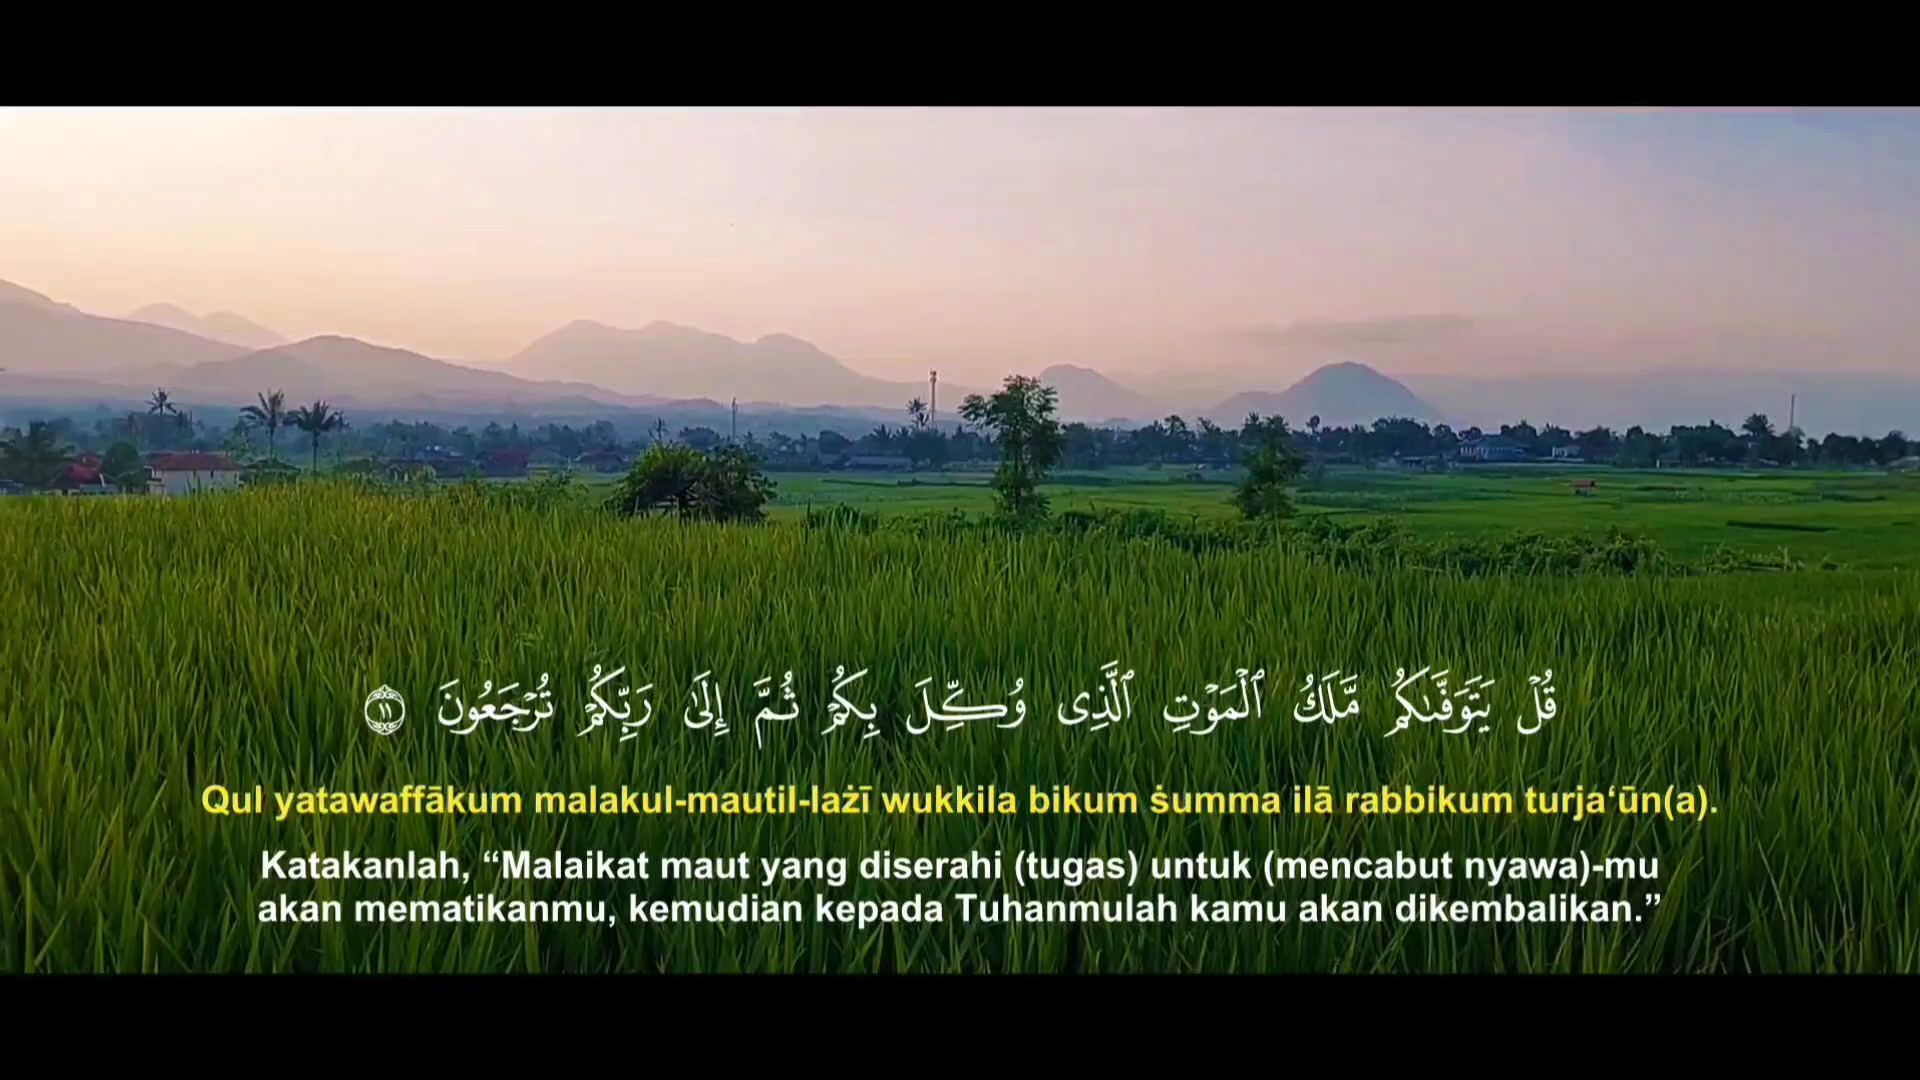 قُلْ يَتَوَفَّىٰكُم مَّلَكُ ٱلْمَوْتِ ٱلَّذِى وُكِّلَ بِكُمْ ثُمَّ إِلَىٰ رَبِّكُمْ تُرْجَعُونَ ١١
Qul yatawaffākum malakul-mautil-lażī wukkila bikum ṡumma ilā rabbikum turja‘ūn(a).
Katakanlah, “Malaikat maut yang diserahi (tugas) untuk (mencabut nyawa)-mu
akan mematikanmu, kemudian kepada Tuhanmulah kamu akan dikembalikan.”